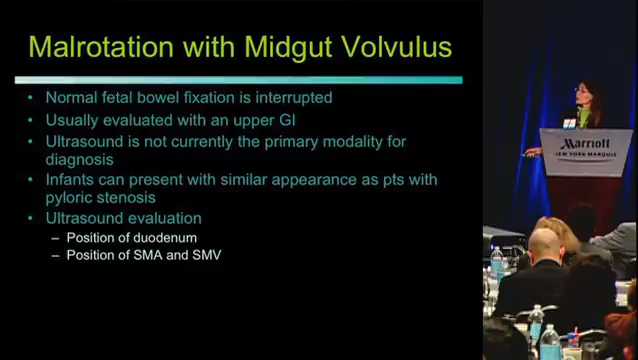 Malrotation with Midgut Volvulus
• Normal fetal bowel fixation is interrupted
• Usually evaluated with an upper GI
• Ultrasound is not currently the primary modality for
diagnosis
• Infants can present with similar appearance as pts with
pyloric stenosis
• Ultrasound evaluation
– Position of duodenum
– Position of SMA and SMV
Marriott
NEW YORK MARQUIS